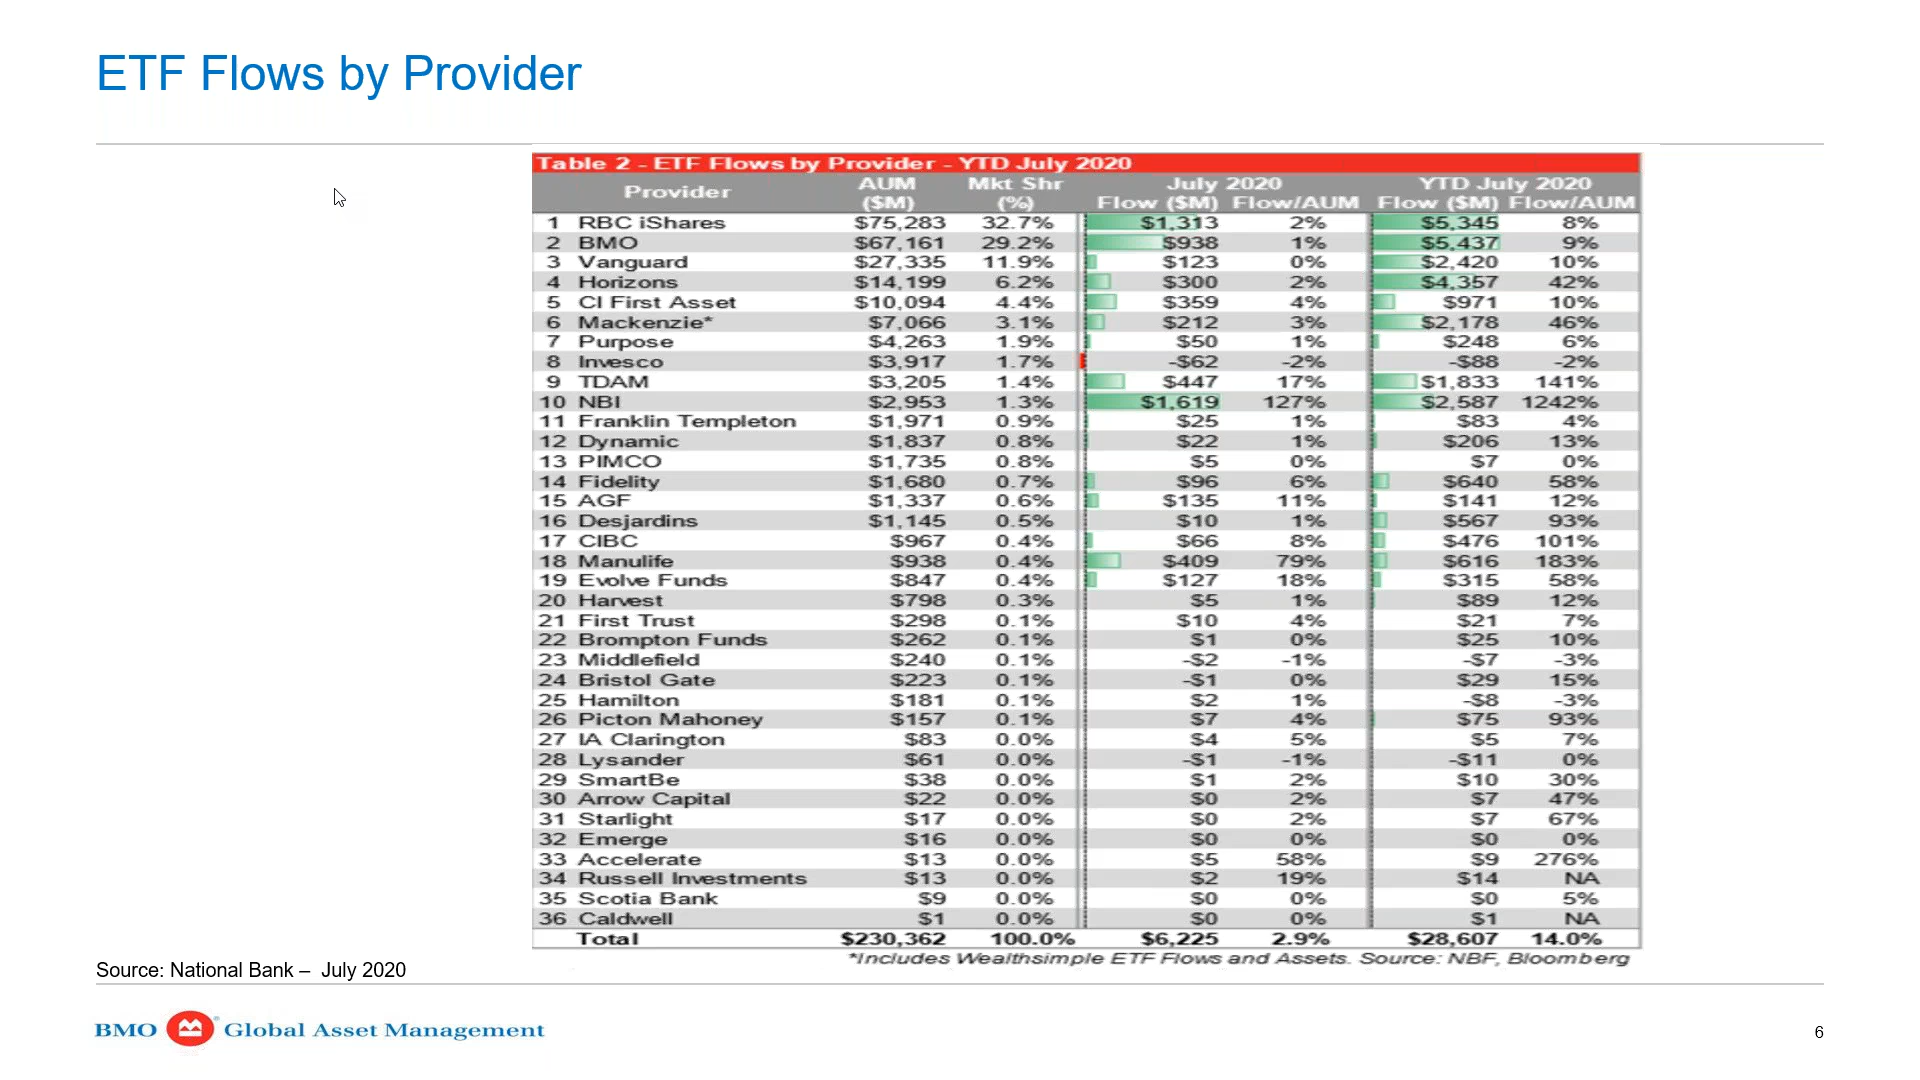 ETF Flows by Provider
Table 2 - ETF Flows by Provider - YTD July 2020
Provider AUM ($M) Mkt Shr (%) July 2020 YTD July 2020
Flow ($M) Flow/AUM Flow ($M) Flow/AUM
1 RBC iShares $75,283 32.7% $1,313 2% $5,345 8%
2 BMO $67,161 29.2% $938 1% $5,437 9%
3 Vanguard $27,335 11.9% $123 0% $2,420 10%
4 Horizons $14,199 6.2% $300 2% $4,357 42%
5 CI First Asset $10,094 4.4% $359 4% $971 10%
6 Mackenzie* $7,066 3.1% $212 3% $2,178 46%
7 Purpose $4,263 1.9% $50 1% $248 6%
8 Invesco $3,917 1.7% -$62 -2% -$88 -2%
9 TDAM $3,205 1.4% $447 17% $1,833 141%
10 NBI $2,953 1.3% $1,619 127% $2,587 1242%
11 Franklin Templeton $1,971 0.9% $25 1% $83 4%
12 Dynamic $1,837 0.8% $22 1% $206 13%
13 PIMCO $1,735 0.8% $5 0% $7 0%
14 Fidelity $1,680 0.7% $96 6% $640 58%
15 AGF $1,337 0.6% $135 11% $141 12%
16 Desjardins $1,145 0.5% $10 1% $567 93%
17 CIBC $967 0.4% $66 8% $476 101%
18 Manulife $938 0.4% $409 79% $616 183%
19 Evolve Funds $847 0.4% $127 18% $315 58%
20 Harvest $798 0.3% $5 1% $89 12%
21 First Trust $298 0.1% $10 4% $21 7%
22 Brompton Funds $262 0.1% $1 0% $25 10%
23 Middlefield $240 0.1% -$2 -1% -$7 -3%
24 Bristol Gate $223 0.1% -$1 0% $29 15%
25 Hamilton $181 0.1% $2 1% -$8 -3%
26 Picton Mahoney $157 0.1% $7 4% $75 93%
27 IA Clarington $83 0.0% $4 5% $5 7%
28 Lysander $61 0.0% -$1 -1% -$11 0%
29 SmartBe $38 0.0% $1 2% $10 30%
30 Arrow Capital $22 0.0% $0 2% $7 47%
31 Starlight $17 0.0% $0 2% $7 67%
32 Emerge $16 0.0% $0 0% $0 0%
33 Accelerate $13 0.0% $5 58% $9 276%
34 Russell Investments $13 0.0% $2 19% $14 NA
35 Scotia Bank $9 0.0% $0 0% $0 5%
36 Caldwell $1 0.0% $0 0% $1 NA
Total $230,362 100.0% $6,225 2.9% $28,607 14.0%
*Includes Wealthsimple ETF Flows and Assets. Source: NBF, Bloomberg
Source: National Bank – July 2020
BMO Global Asset Management
6